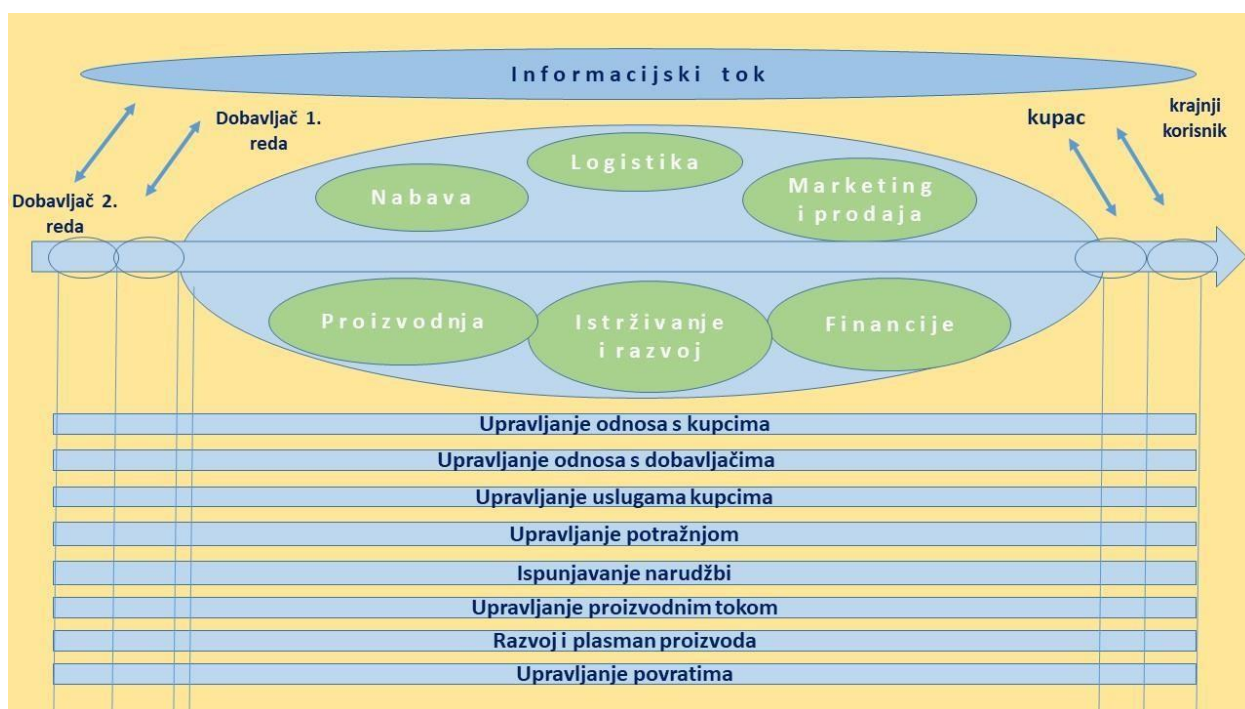 Informacijski tok
Dobavljač 1.
reda
kupac
krajnji
korisnik
Logistika
Nabava
Marketing
i prodaja
Dobavljač 2.
reda
Proizvodnja
Istrživanje
i razvoj
Financije
Upravljanje odnosa s kupcima
Upravljanje odnosa s dobavljačima
Upravljanje uslugama kupcima
Upravljanje potražnjom
Ispunjavanje narudžbi
Upravljanje proizvodnim tokom
Razvoj i plasman proizvoda
Upravljanje povratima